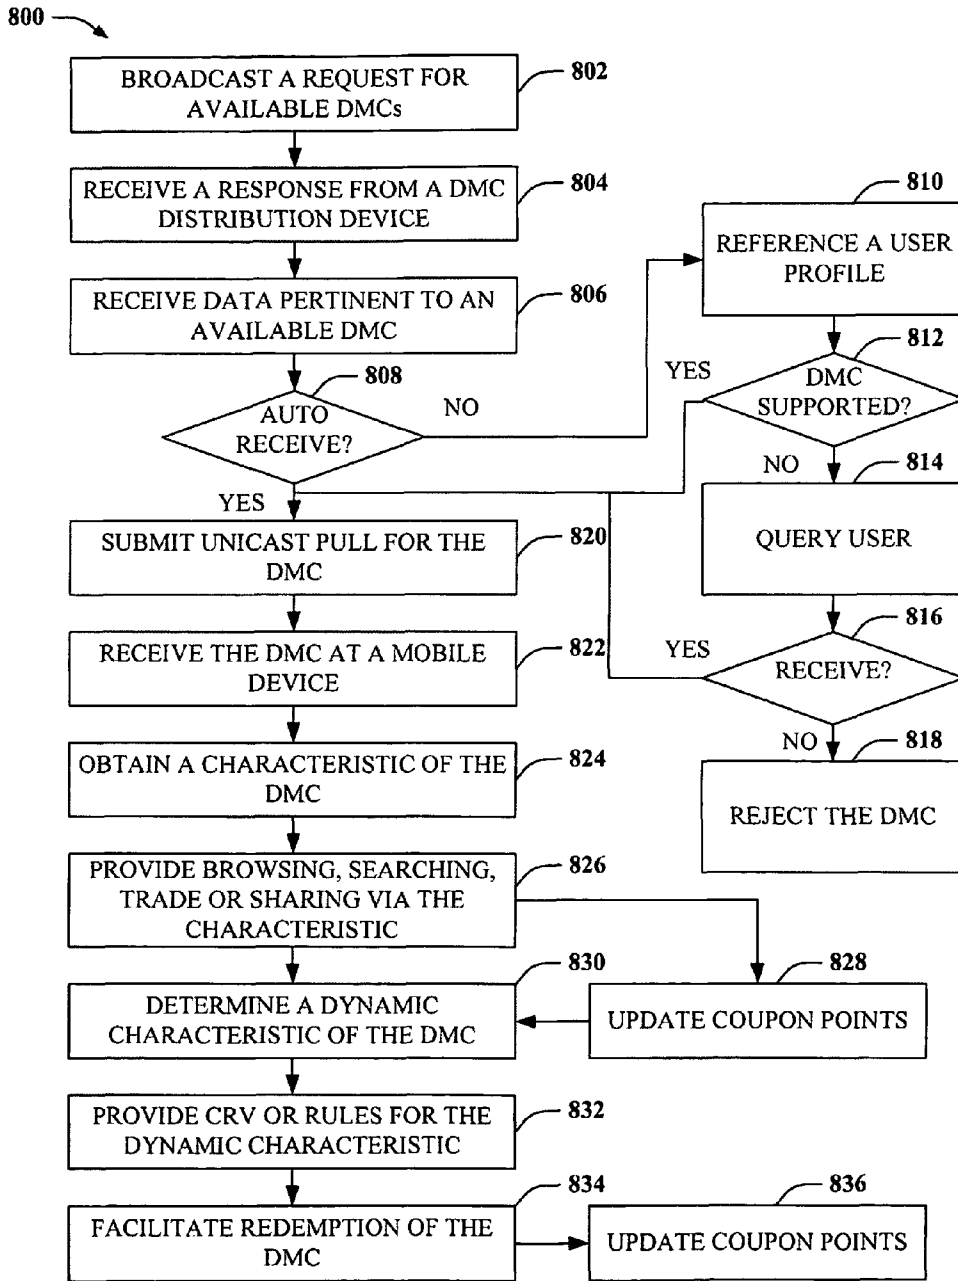 800
BROADCAST A REQUEST FOR
AVAILABLE DMCs
802
RECEIVE A RESPONSE FROM A DMC
DISTRIBUTION DEVICE
804
RECEIVE DATA PERTINENT TO AN
AVAILABLE DMC
806
AUTO
RECEIVE?
808
NO
YES
810
REFERENCE A USER
PROFILE
812
DMC
SUPPORTED?
YES
NO
814
QUERY USER
816
RECEIVE?
YES
NO
818
REJECT THE DMC
SUBMIT UNICAST PULL FOR THE
DMC
820
RECEIVE THE DMC AT A MOBILE
DEVICE
822
OBTAIN A CHARACTERISTIC OF THE
DMC
824
PROVIDE BROWSING, SEARCHING,
TRADE OR SHARING VIA THE
CHARACTERISTIC
826
828
UPDATE COUPON POINTS
830
DETERMINE A DYNAMIC
CHARACTERISTIC OF THE DMC
PROVIDE CRV OR RULES FOR THE
DYNAMIC CHARACTERISTIC
832
834
FACILITATE REDEMPTION OF THE
DMC
836
UPDATE COUPON POINTS